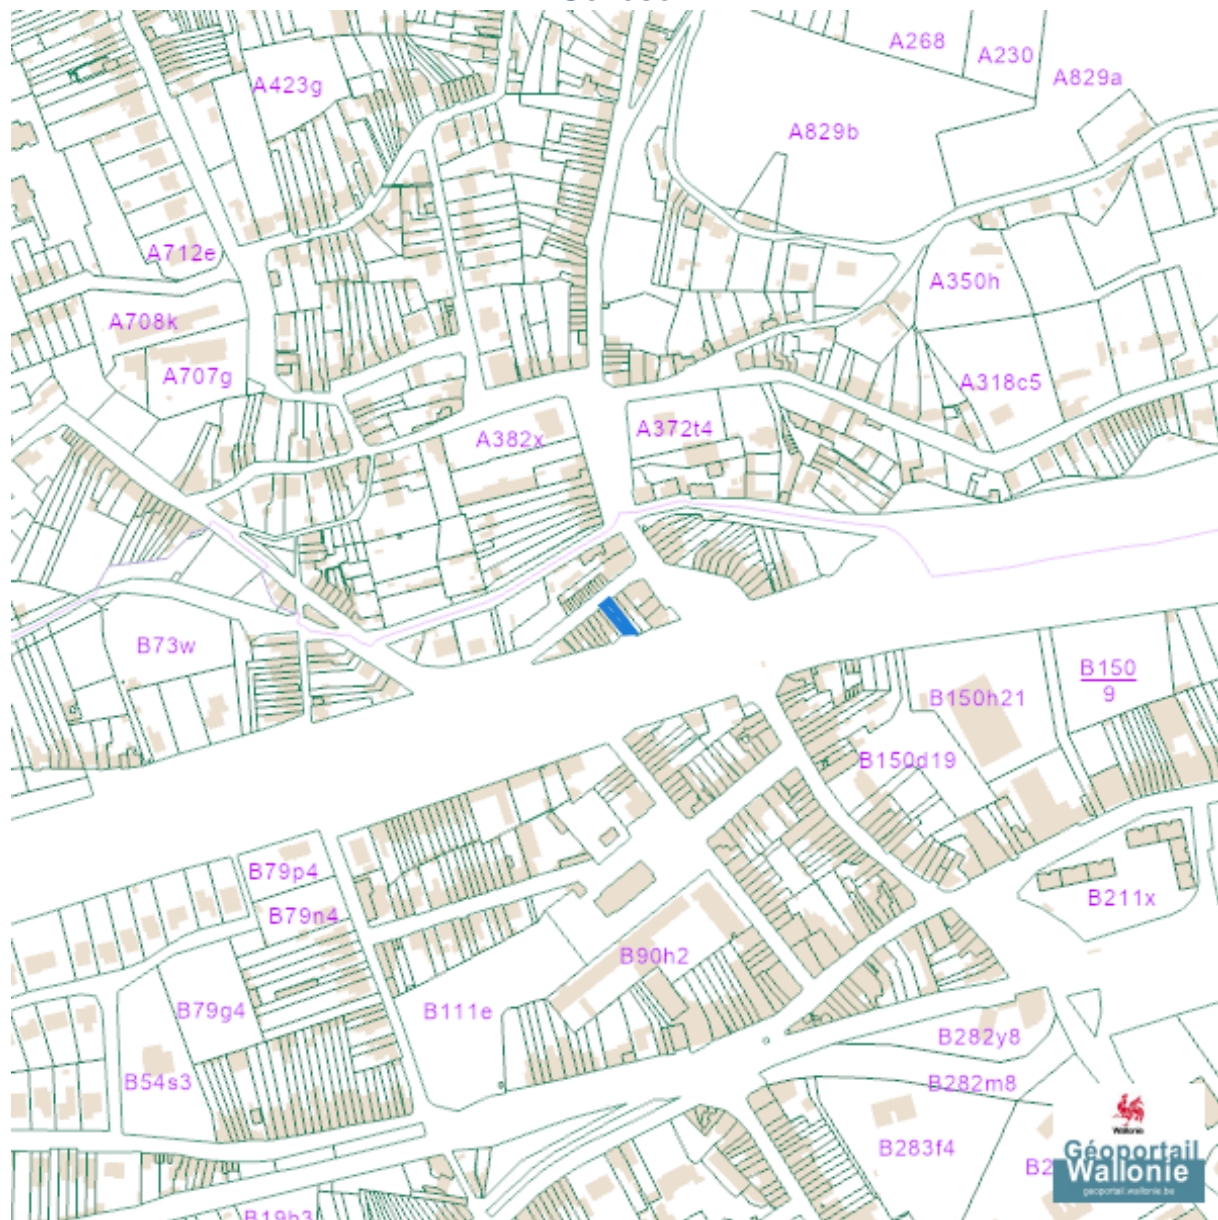 A268
A230
A829a
A423g
A829b
A712e
A350h
A708k
A707g
A318c5
A372t4
A382x
B73w
B150
9
B150h21
B150d19
B79p4
B211x
B79n4
B90h2
B79g4
B111e
B282y8
B54s3
B282m8
Wallonie
B283f4
Géoportail
Wallonie
geoportail.wallonie.be